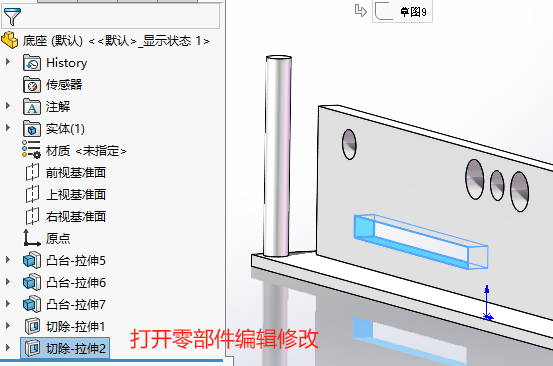 草图9
底座 (默认) <<默认>_显示状态 1>
History
传感器
注解
实体(1)
材质 <未指定>
前视基准面
上视基准面
右视基准面
原点
凸台-拉伸5
凸台-拉伸6
凸台-拉伸7
切除-拉伸1
切除-拉伸2
打开零部件编辑修改